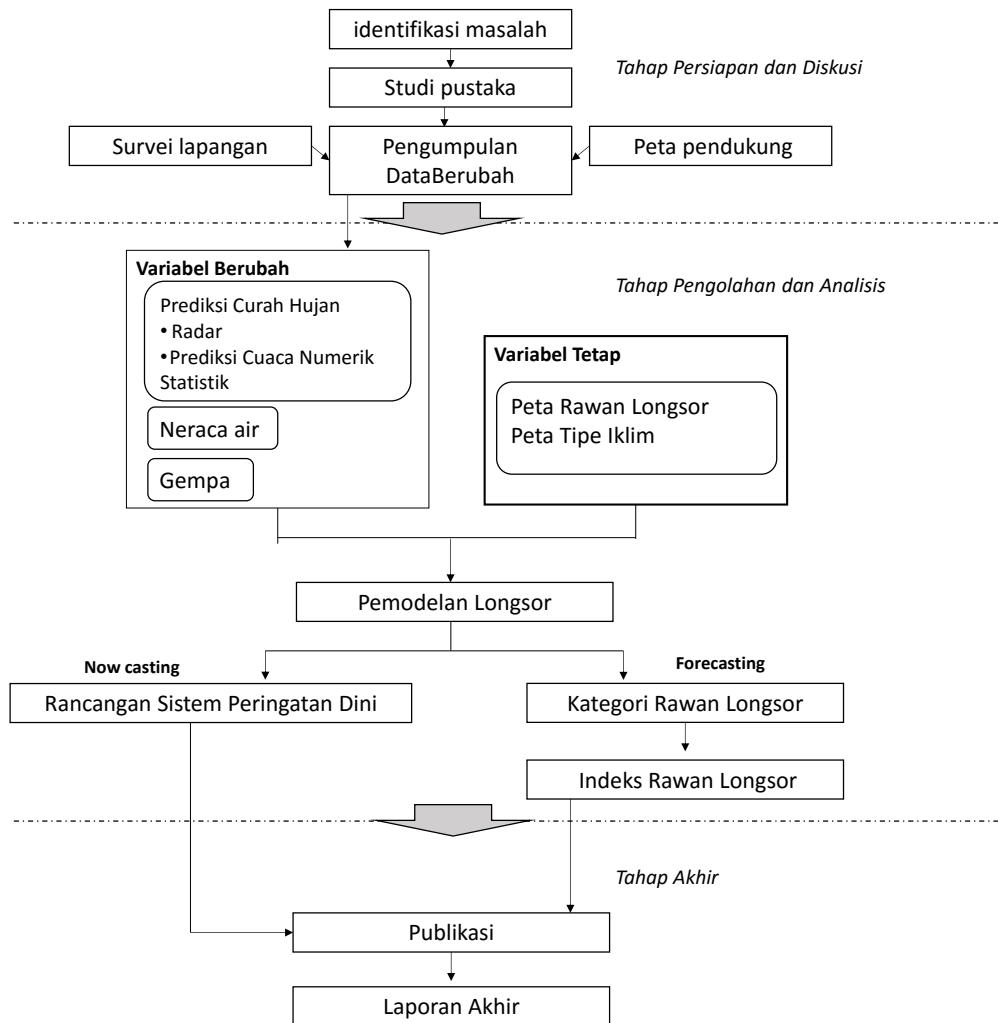 identifikasi masalah
Tahap Persiapan dan Diskusi
Studi pustaka
Survei lapangan
Pengumpulan
DataBerubah
Peta pendukung
Variabel Berubah
Tahap Pengolahan dan Analisis
Prediksi Curah Hujan
• Radar
•Prediksi Cuaca Numerik
Statistik
Neraca air
Gempa
Variabel Tetap
Peta Rawan Longsor
Peta Tipe Iklim
Pemodelan Longsor
Now casting
Forecasting
Rancangan Sistem Peringatan Dini
Kategori Rawan Longsor
Indeks Rawan Longsor
Tahap Akhir
Publikasi
Laporan Akhir